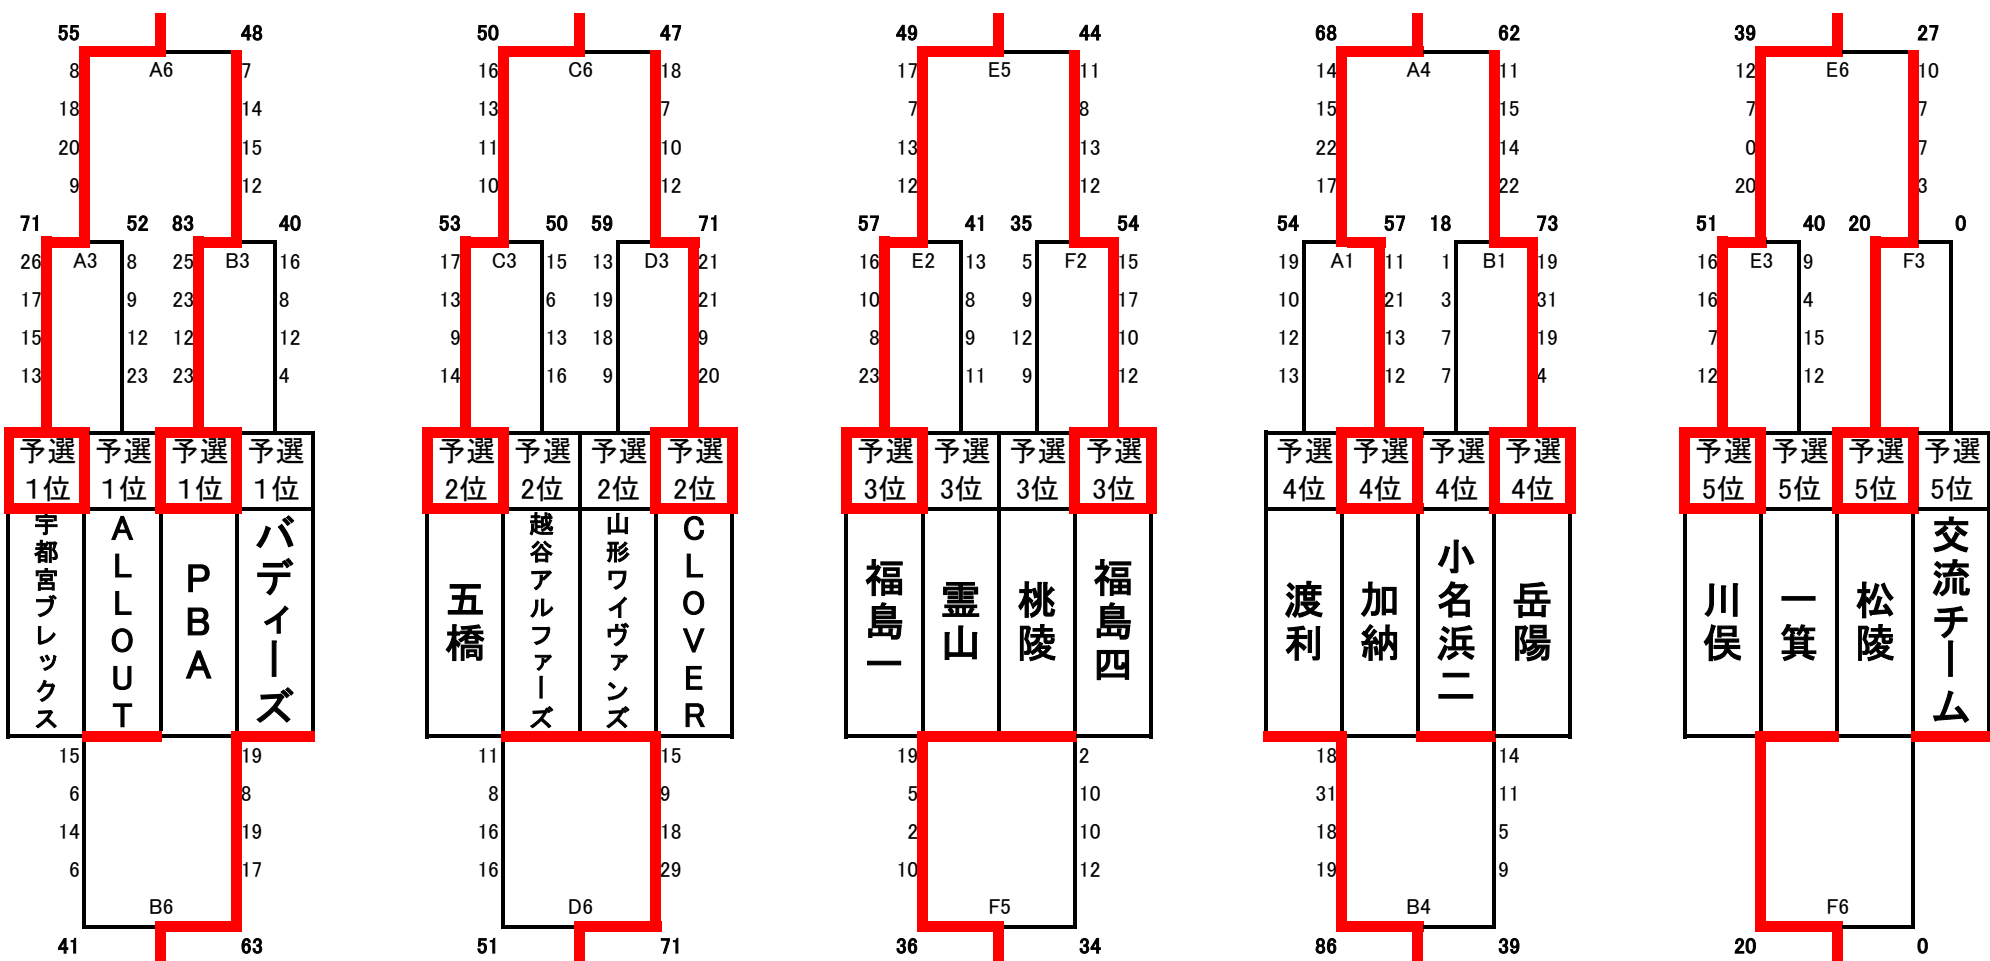 55 48 50 47 49 44 68 62 39 27
8 A6 7 16 C6 18 17 E5 11 14 A4 11 12 E6 10
18 14 13 7 7 8 15 15 7 7
20 15 11 10 13 13 22 14 0 7
9 12 10 12 12 12 17 22 20 3
71 52 83 40 53 50 59 71 57 41 35 54 54 57 18 73 51 40 20 0
26 A3 8 25 B3 16 17 C3 15 13 D3 21 16 E2 13 5 F2 15 19 A1 11 1 B1 19 16 E3 9 F3
17 9 23 8 13 6 19 21 10 8 9 17 10 21 3 31 16 4
15 12 12 12 9 13 18 9 8 9 12 10 12 13 7 19 7 15
13 23 23 4 14 16 9 20 23 11 9 12 13 12 7 4 12 12
予選 予選 予選 予選 予選 予選 予選 予選 予選 予選 予選 予選 予選 予選 予選 予選 予選 予選 予選 予選
1位 1位 1位 1位 2位 2位 2位 2位 3位 3位 3位 3位 4位 4位 4位 4位 5位 5位 5位 5位
宇都宮ブレックス
ALLOUT
PBA
バディーズ
五橋
越谷アルファーズ
山形ワイヴァンズ
CLOVER
福島一
霊山
桃陵
福島四
渡利
加納
小名浜二
岳陽
川俣
一箕
松陵
交流チーム
15 19 11 15 19 2 18 14
6 8 8 9 5 10 31 11
14 19 16 18 2 10 18 5
6 17 16 29 10 12 19 9
B6 D6 F5 B4 F6
41 63 51 71 36 34 86 39 20 0